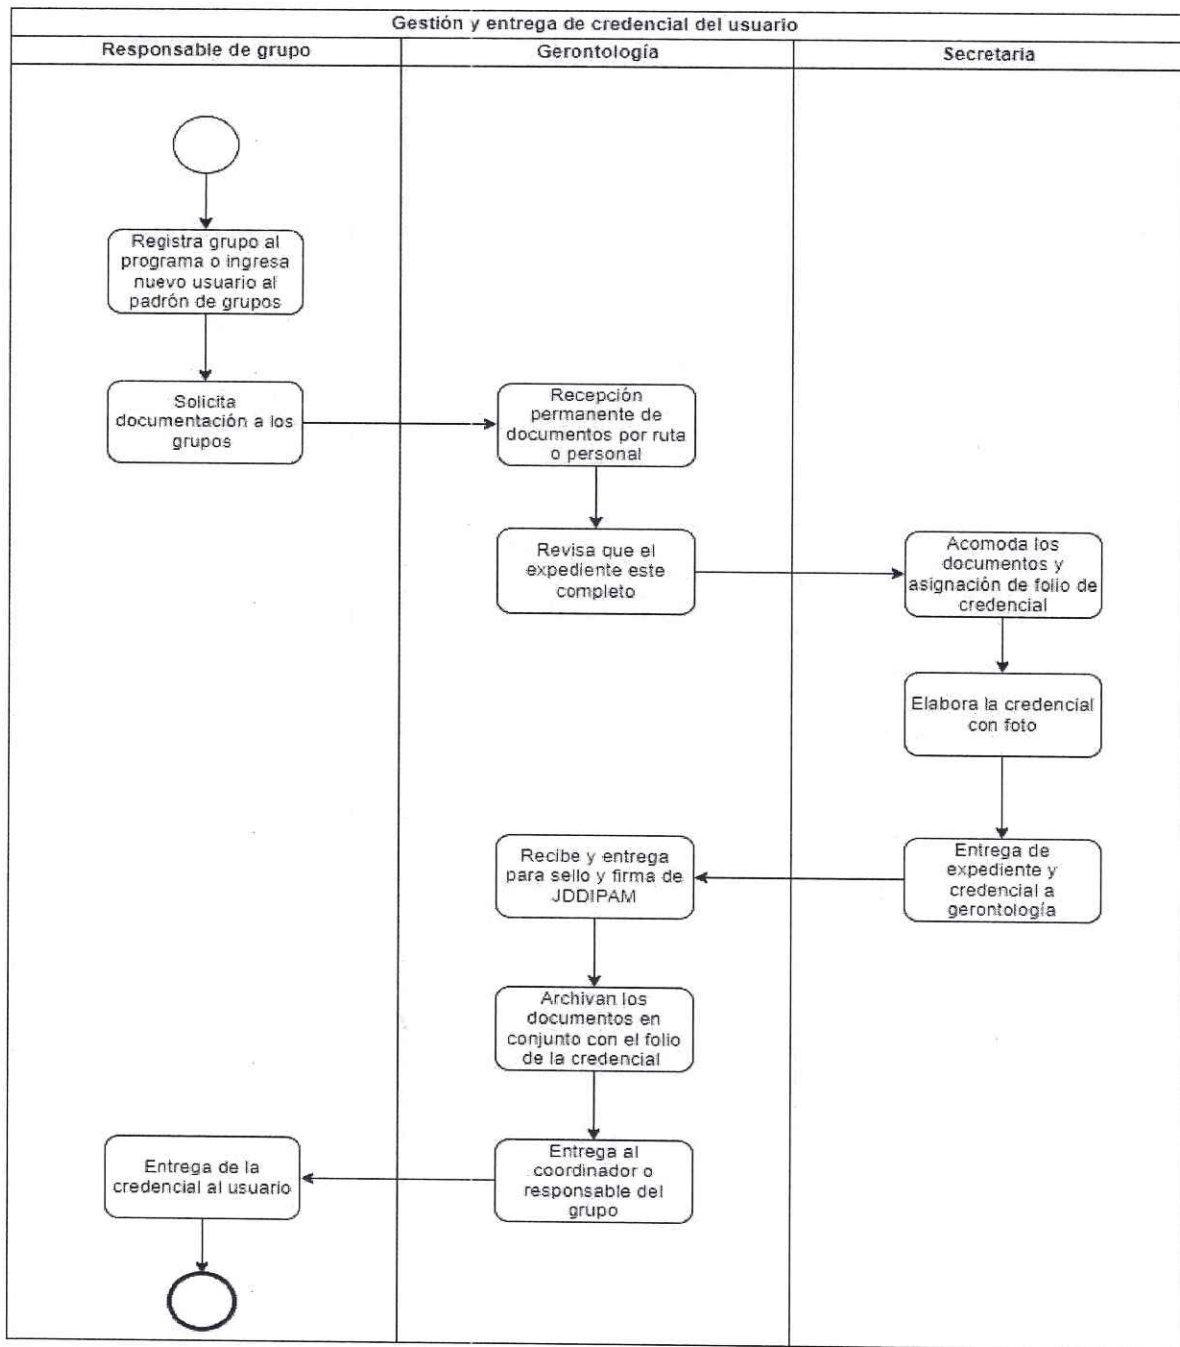 Gestión y entrega de credencial del usuario
Responsable de grupo
Gerontología
Secretaria
Registra grupo al
programa o ingresa
nuevo usuario al
padrón de grupos
Solicita
documentación a los
grupos
Recepción
permanente de
documentos por ruta
o personal
Revisa que el
expediente este
completo
Acomoda los
documentos y
asignación de folio de
credencial
Elabora la credencial
con foto
Entrega de
expediente y
credencial a
gerontología
Recibe y entrega
para sello y firma de
JDDIPAM
Archivan los
documentos en
conjunto con el folio
de la credencial
Entrega al
coordinador o
responsable del
grupo
Entrega de la
credencial al usuario